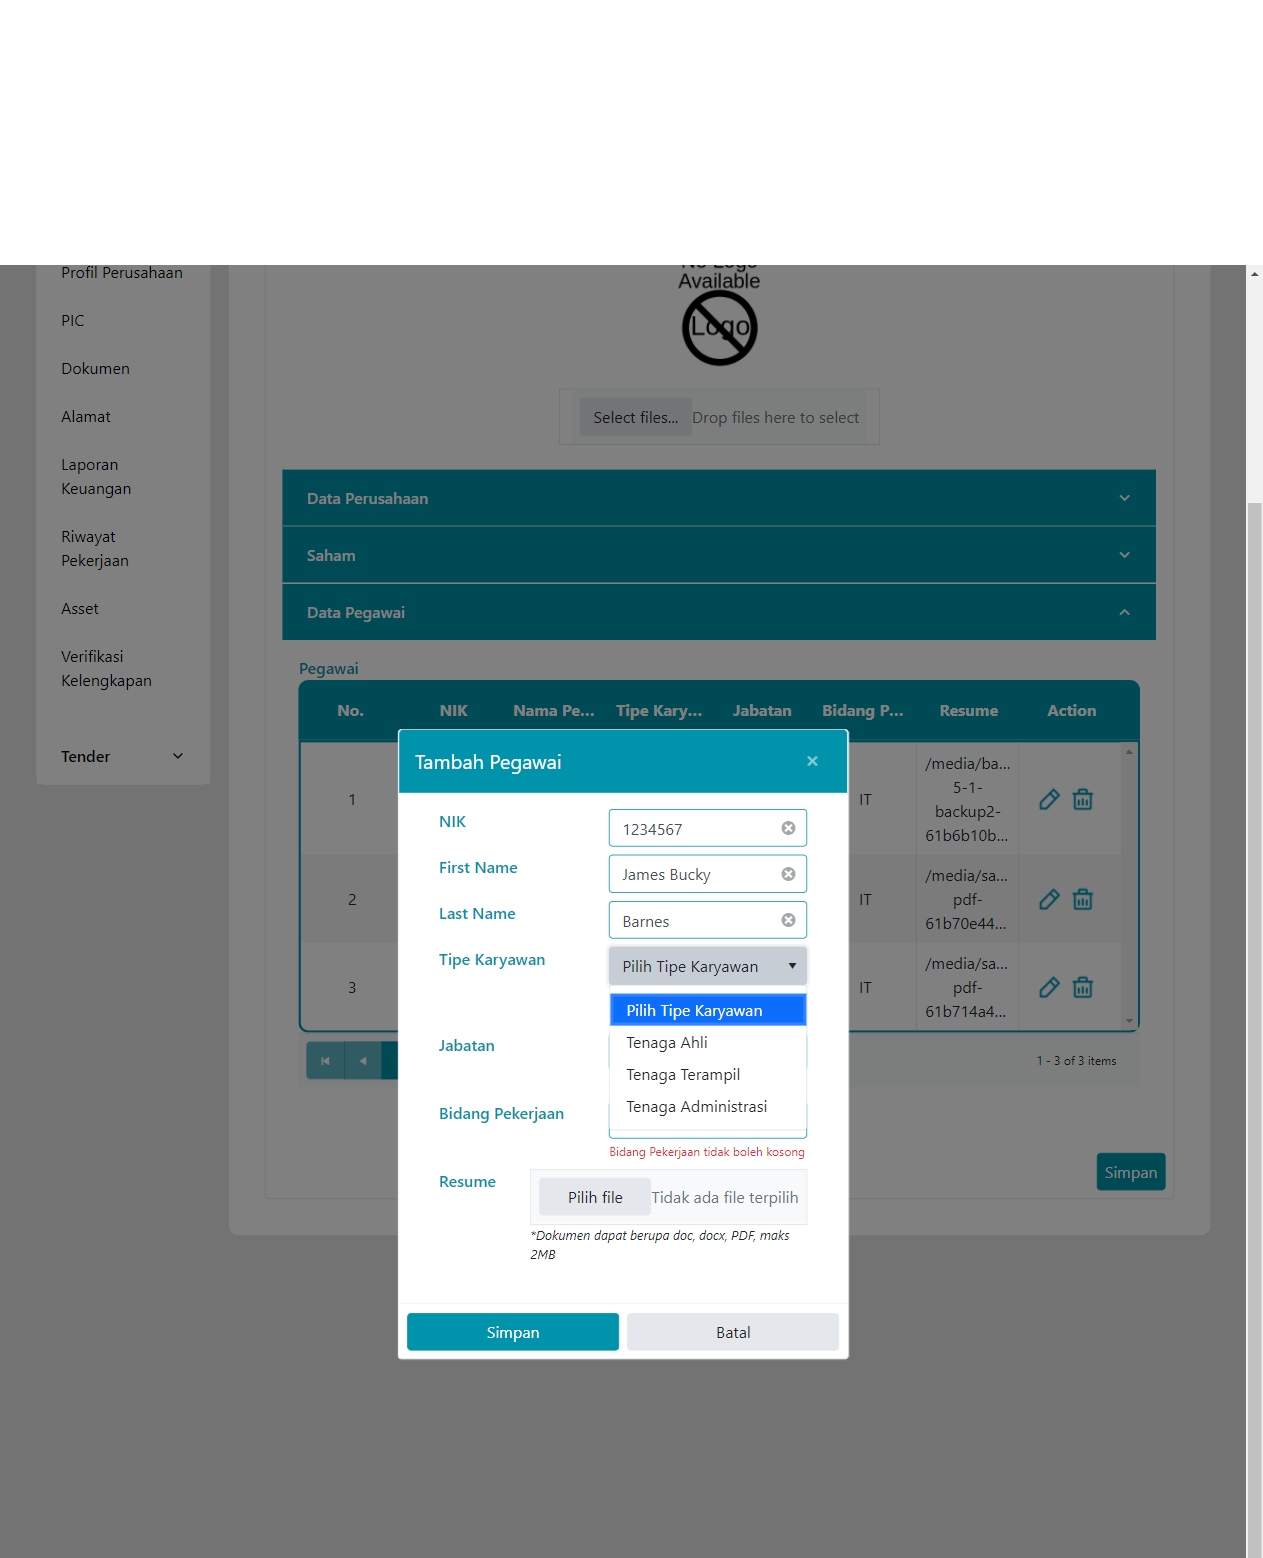 Profil Perusahaan
PIC
Dokumen
Alamat
Laporan
Keuangan
Riwayat
Pekerjaan
Asset
Verifikasi
Kelengkapan
Tender
No Logo
Available
Logo
Select files...
Drop files here to select
Data Perusahaan
Saham
Data Pegawai
Pegawai
No. NIK Nama Pe... Tipe Kary... Jabatan Bidang P... Resume Action
1 IT /media/ba...
5-1-
backup2-
61b6b10b...
2 IT /media/sa...
pdf-
61b70e44...
3 IT /media/sa...
pdf-
61b714a4...
1 - 3 of 3 items
Simpan
Tambah Pegawai
NIK 1234567
First Name James Bucky
Last Name Barnes
Tipe Karyawan Pilih Tipe Karyawan
Pilih Tipe Karyawan
Tenaga Ahli
Tenaga Terampil
Tenaga Administrasi
Jabatan
Bidang Pekerjaan
Bidang Pekerjaan tidak boleh kosong
Resume Pilih file Tidak ada file terpilih
*Dokumen dapat berupa doc, docx, PDF, maks
2MB
Simpan Batal